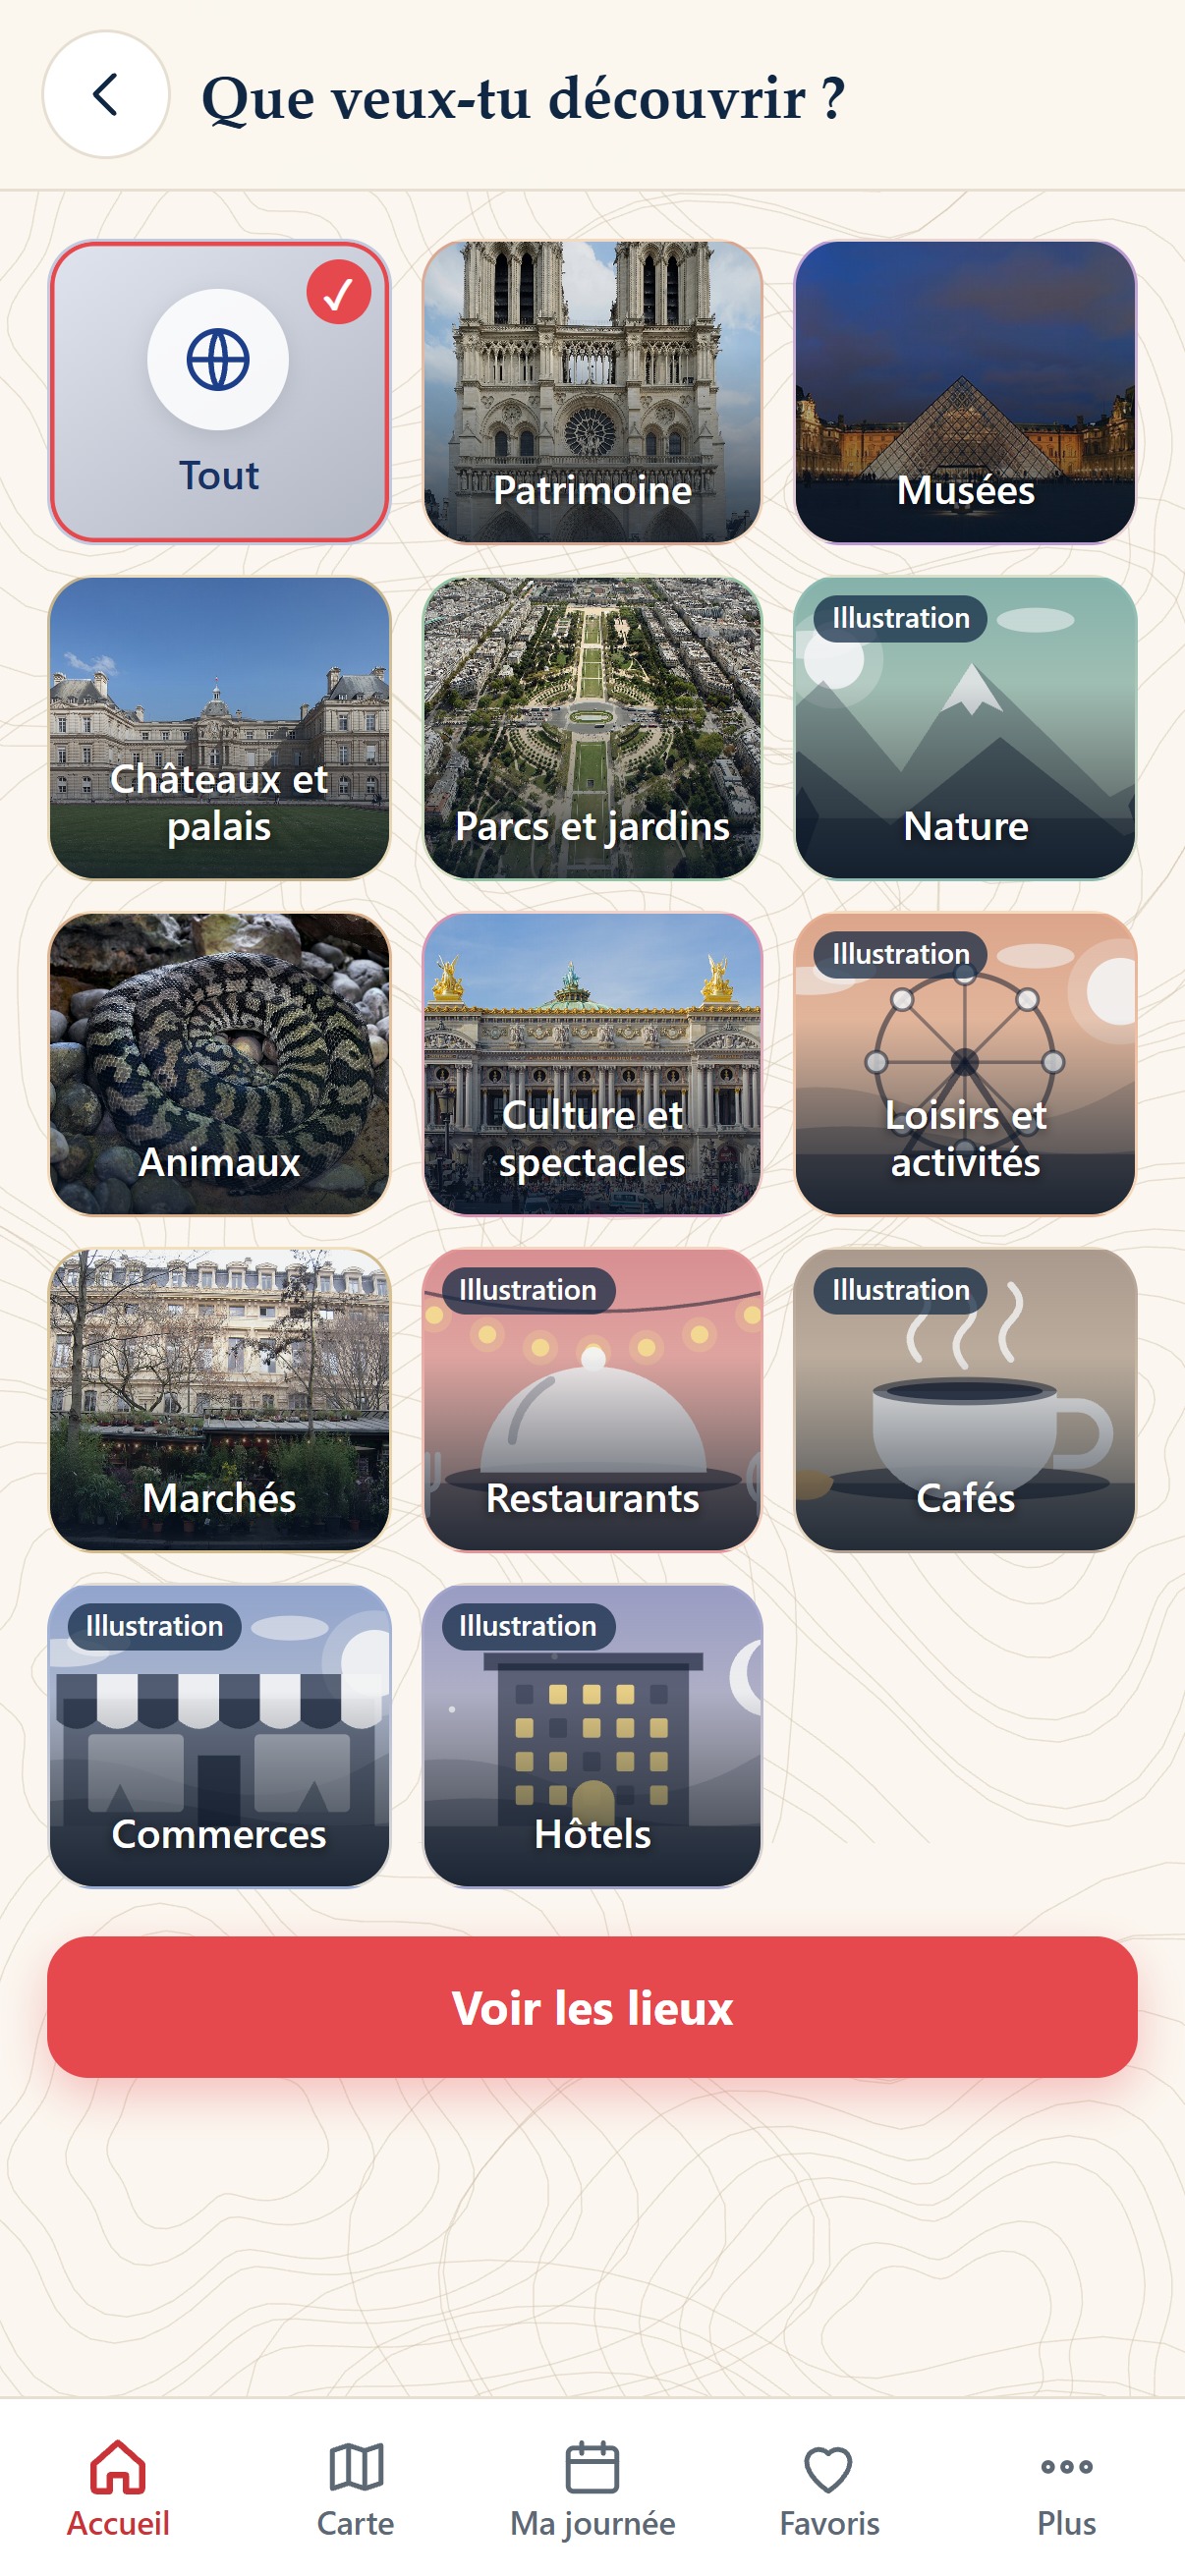 Que veux-tu découvrir ?
Tout
Patrimoine
Musées
Châteaux et
palais
Parcs et jardins
Illustration
Nature
Animaux
Culture et
spectacles
Illustration
Loisirs et
activités
Marchés
Illustration
Restaurants
Illustration
Cafés
Illustration
Commerces
Illustration
Hôtels
Voir les lieux
Accueil
Carte
Ma journée
Favoris
Plus